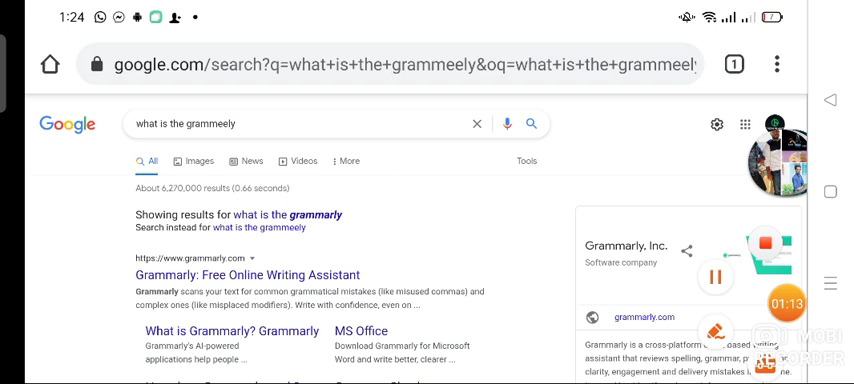 1:24
7
google.com/search?q=what+is+the+grammeely&oq=what+is+the+grammeely
1
Google
what is the grammeely
All
Images
News
Videos
More
Tools
About 6,270,000 results (0.66 seconds)
Showing results for what is the grammarly
Search instead for what is the grammeely
https://www.grammarly.com
Grammarly: Free Online Writing Assistant
Grammarly scans your text for common grammatical mistakes (like misused commas) and
complex ones (like misplaced modifiers). Write with confidence, even on ...
What is Grammarly? Grammarly
Grammarly's AI-powered
applications help people ...
MS Office
Download Grammarly for Microsoft
Word and write better, clearer ...
Grammarly, Inc.
Software company
grammarly.com
Grammarly is a cross-platform based writing
assistant that reviews spelling, grammar,
clarity, engagement and delivery mistakes
01:13
MOBI
RECORDER